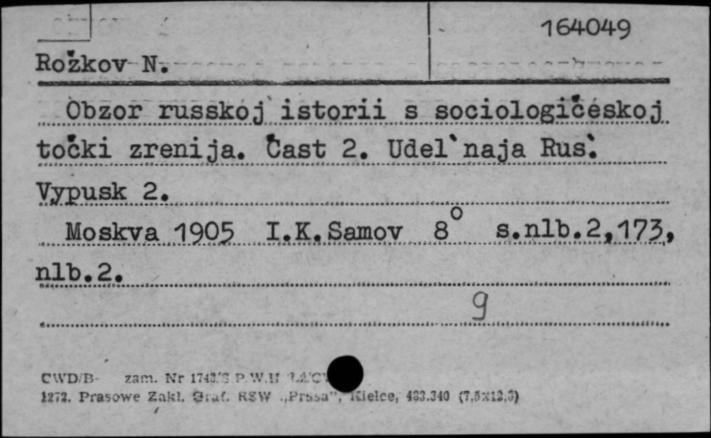 164049
Rožkov N.
Obzor russkoj istorii s sociologičeskoj
točki zrenija. Čast 2. Udel`naja Rus`.
Vypusk 2.
Moskva 1905 I.K.Samov 8° s.nlb.2,173,
nlb.2.
9
CWD/B- zam. Nr P.W.H
1272. Prasowe Zakł. Graf. RSW „Prasa”, Kielce, 433.340 (7,5x12,5)